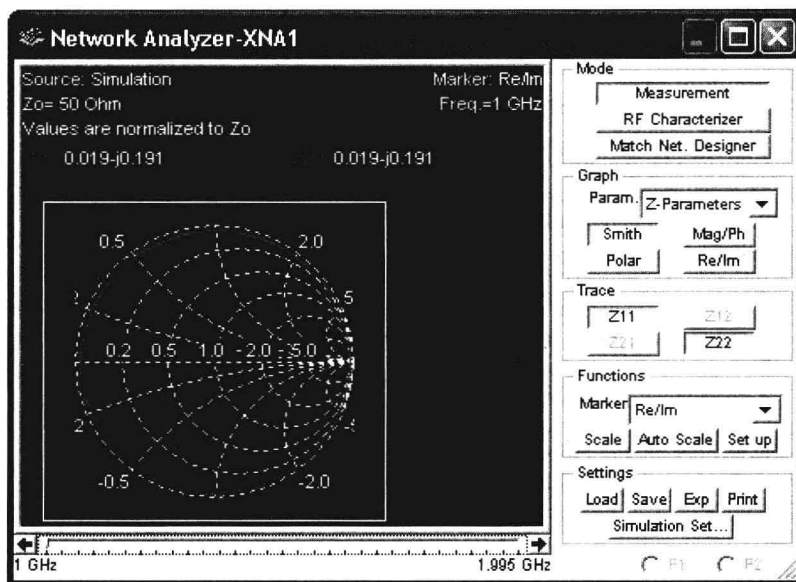 Network Analyzer-XNA1
Source: Simulation
Marker: Re/Im
Zo= 50 Ohm
Freq.=1 GHz
Values are normalized to Zo
0.019-j0.191
0.019-j0.191
0.5
2.0
5
0.2 0.5 1.0 -2.0 -5.0
2
-0.5
-2.0
1 GHz
1.995 GHz
Mode
Measurement
RF Characterizer
Match Net. Designer
Graph
Param. Z-Parameters
Smith
Mag/Ph
Polar
Re/Im
Trace
Z11
Z12
Z21
Z22
Functions
Marker Re/Im
Scale
Auto Scale
Set up
Settings
Load
Save
Exp
Print
Simulation Set...